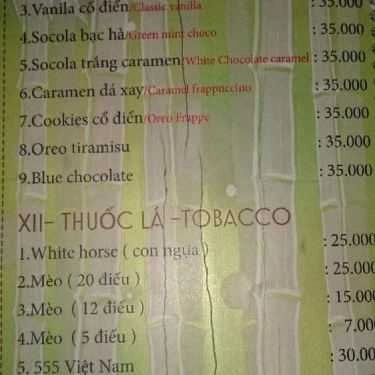 3.Vanila cổ điển/Classic vanilla : 35.000
4.Socola bạc hà/Green mint choco : 35.000
5.Socola trắng caramen/White Chocolate caramel : 35.000
6.Caramen đá xay/Caramel frappuccino : 35.000
7.Cookies cổ điển/Oreo Frappe : 35.000
8.Oreo tiramisu : 35.000
9.Blue chocolate : 35.000
XII- THUỐC LÁ -TOBACCO
1.White horse ( con ngựa ) : 25.000
2.Mèo ( 20 điếu ) : 25.000
3.Mèo ( 12 điếu ) : 15.000
4.Mèo ( 5 điếu ) : 7,000
5. 555 Việt Nam : 30.00